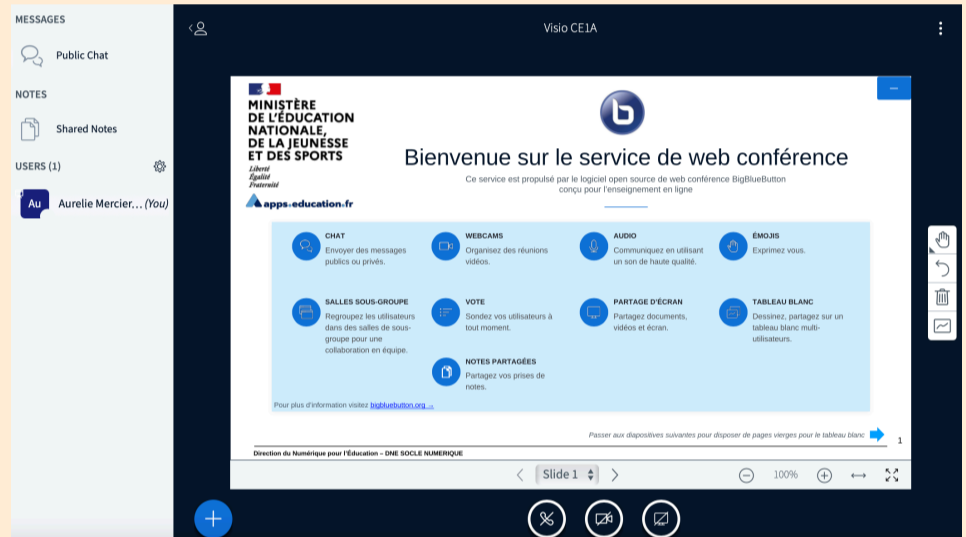 MESSAGES
Public Chat
NOTES
Shared Notes
USERS (1)
Au
Aurelie Mercier... (You)
Visio CE1A
MINISTÈRE
DE L'ÉDUCATION
NATIONALE,
DE LA JEUNESSE
ET DES SPORTS
Liberté
Égalité
Fraternité
apps.education.fr
b
Bienvenue sur le service de web conférence
Ce service est propulsé par le logiciel open source de web conférence BigBlueButton
conçu pour l'enseignement en ligne
CHAT
Envoyer des messages
publics ou privés.
WEBCAMS
Organisez des réunions
vidéos.
AUDIO
Communiquez en utilisant
un son de haute qualité.
ÉMOJIS
Exprimez vous.
SALLES SOUS-GROUPE
Regroupez les utilisateurs
dans des salles de sous-
groupe pour une
collaboration en équipe.
VOTE
Sondez vos utilisateurs à
tout moment.
PARTAGE D'ÉCRAN
Partagez documents,
vidéos et écran.
TABLEAU BLANC
Dessinez, partagez sur un
tableau blanc multi-
utilisateurs.
NOTES PARTAGÉES
Partagez vos prises de
notes.
Pour plus d'information visitez bigbluebutton.org →
Passer aux diapositives suivantes pour disposer de pages vierges pour le tableau blanc
1
Direction du Numérique pour l'Éducation – DNE SOCLE NUMERIQUE
Slide 1
100%